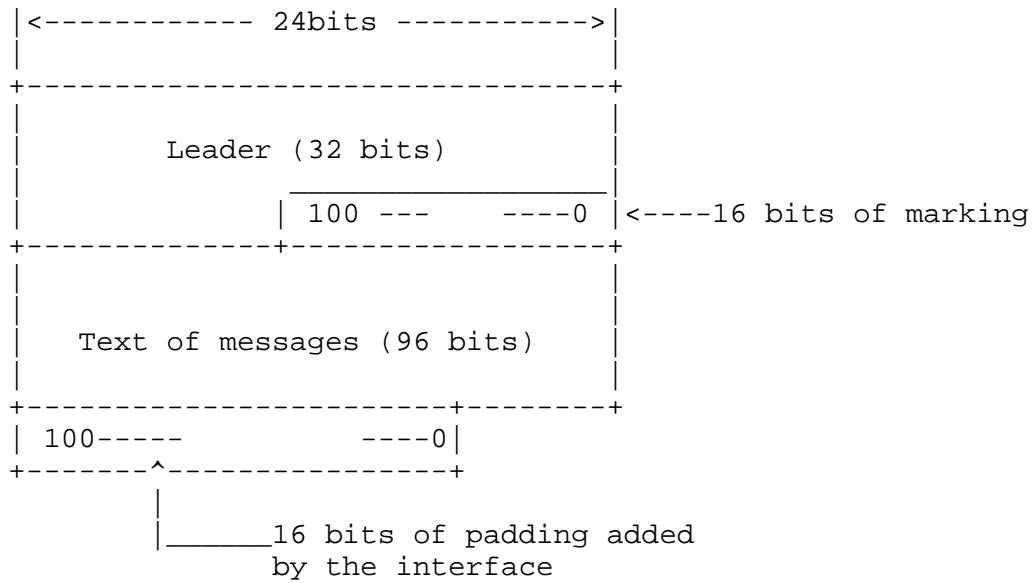 |<------------ 24bits ----------->|
Leader (32 bits)
| 100 --- ----0 |<----16 bits of marking
Text of messages (96 bits)
| 100----- ----0|
16 bits of padding added
by the interface